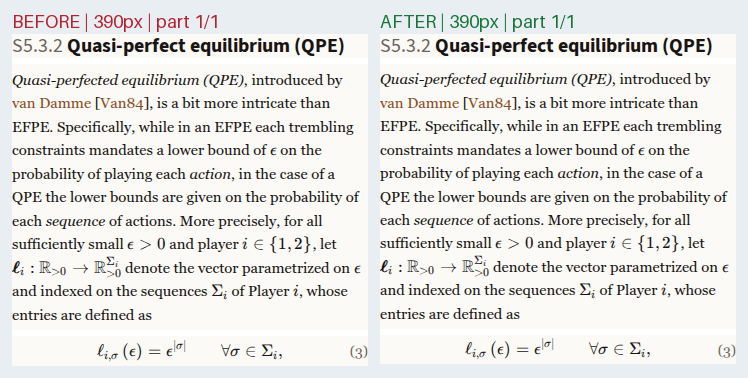 BEFORE | 390px | part 1/1
S5.3.2 Quasi-perfect equilibrium (QPE)
Quasi-perfected equilibrium (QPE), introduced by
van Damme [Van84], is a bit more intricate than
EFPE. Specifically, while in an EFPE each trembling
constraints mandates a lower bound of ϵ on the
probability of playing each action, in the case of a
QPE the lower bounds are given on the probability of
each sequence of actions. More precisely, for all
sufficiently small ϵ > 0 and player i ∈ {1, 2}, let
ℓᵢ : ℝ_{>0} → ℝ_{>0}^{Σᵢ} denote the vector parametrized on ϵ
and indexed on the sequences Σᵢ of Player i, whose
entries are defined as
ℓ_{i,σ} (ϵ) = ϵ^{|σ|} ∀σ ∈ Σᵢ, (3)
AFTER | 390px | part 1/1
S5.3.2 Quasi-perfect equilibrium (QPE)
Quasi-perfected equilibrium (QPE), introduced by
van Damme [Van84], is a bit more intricate than
EFPE. Specifically, while in an EFPE each trembling
constraints mandates a lower bound of ϵ on the
probability of playing each action, in the case of a
QPE the lower bounds are given on the probability of
each sequence of actions. More precisely, for all
sufficiently small ϵ > 0 and player i ∈ {1, 2}, let
ℓᵢ : ℝ_{>0} → ℝ_{>0}^{Σᵢ} denote the vector parametrized on ϵ
and indexed on the sequences Σᵢ of Player i, whose
entries are defined as
ℓ_{i,σ} (ϵ) = ϵ^{|σ|} ∀σ ∈ Σᵢ, (3)